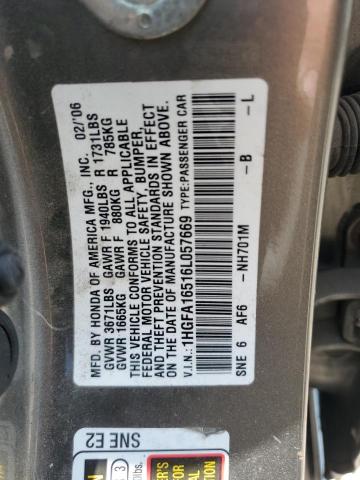 MFD. BY HONDA OF AMERICA MFG., INC. 02/'06
GVWR 3671LBS GAWR F 1940LBS R 1731LBS
GVWR 1665KG GAWR F 880KG R 785KG
THIS VEHICLE CONFORMS TO ALL APPLICABLE
FEDERAL MOTOR VEHICLE SAFETY, BUMPER,
AND THEFT PREVENTION STANDARDS IN EFFECT
ON THE DATE OF MANUFACTURE SHOWN ABOVE.
V.I.N.: 1HGFA16516L057669 TYPE:PASSENGER CAR
SNE 6 AF6 -NH701M -B -L
SNE E2